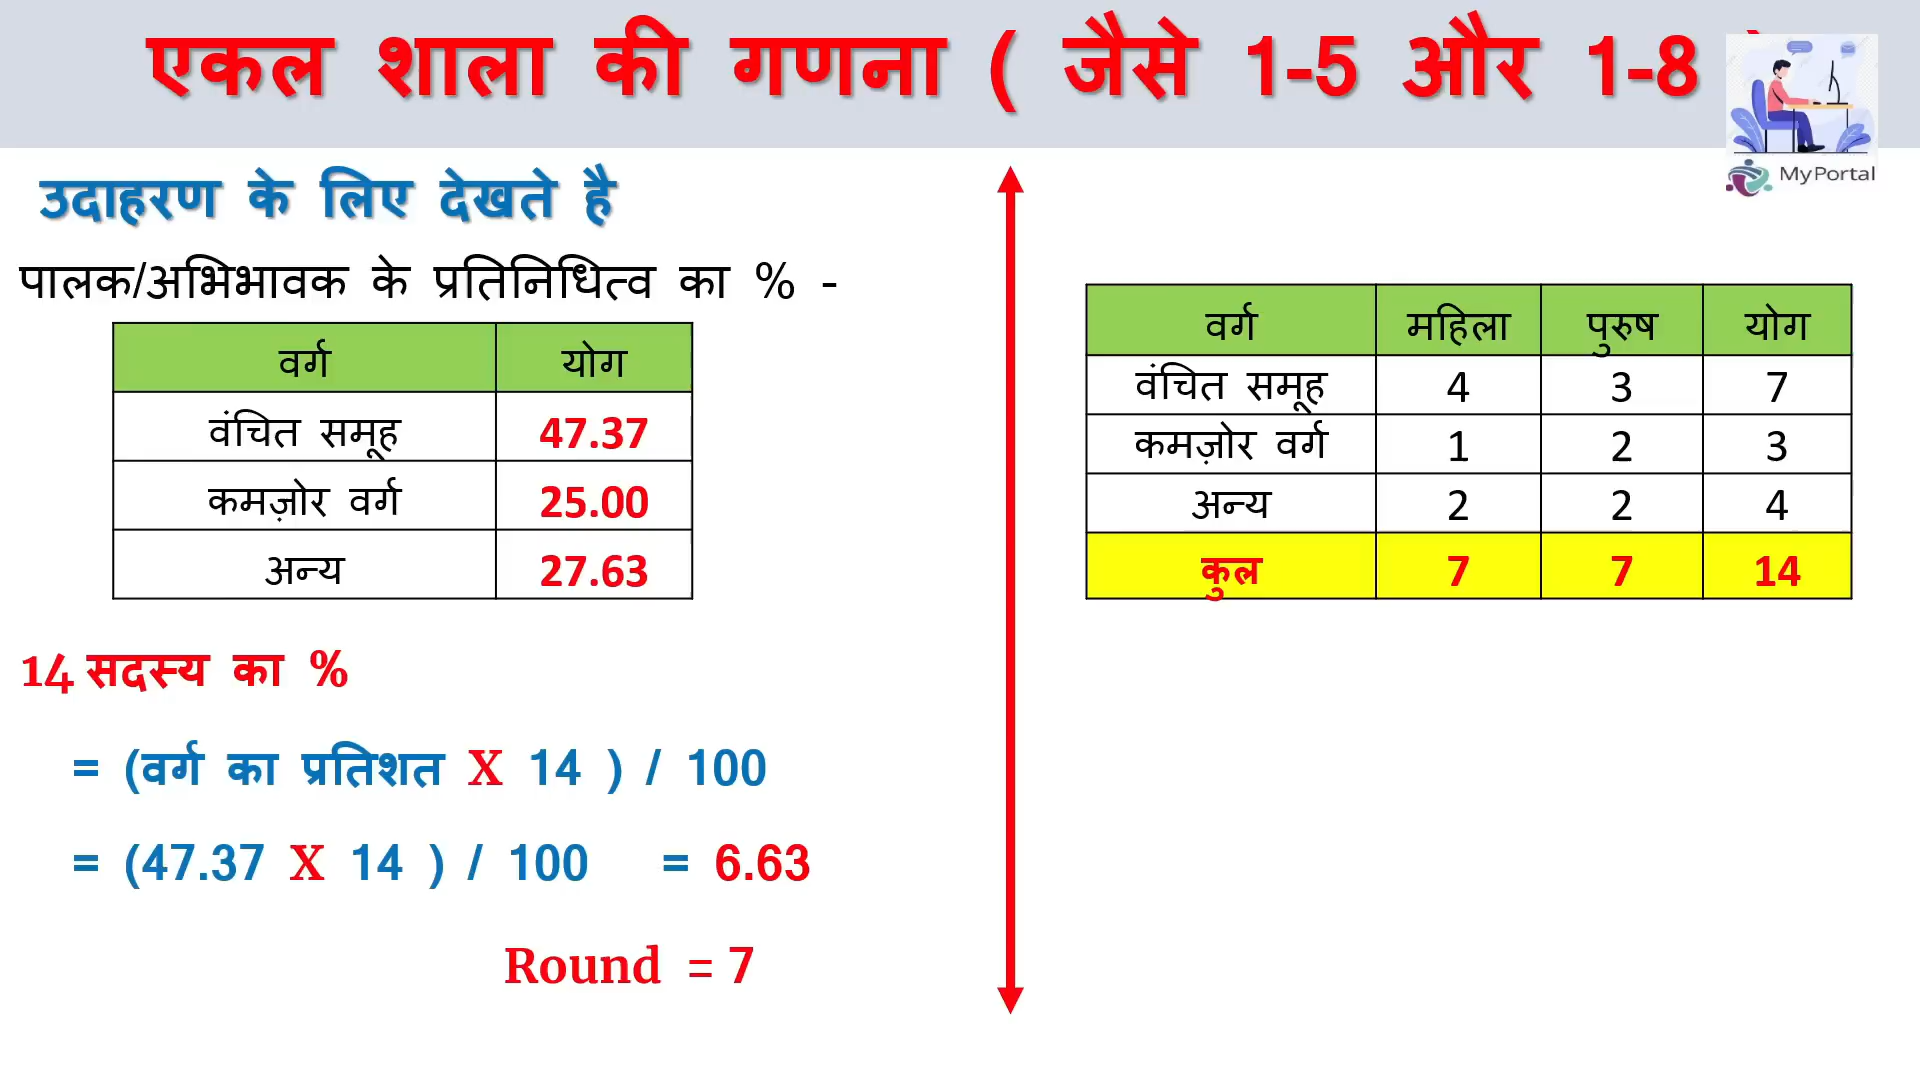 एकल शाला की गणना ( जैसे 1-5 और 1-8
MyPortal
उदाहरण के लिए देखते है
पालक/अभिभावक के प्रतिनिधित्व का % -
वर्ग योग
वंचित समूह 47.37
कमज़ोर वर्ग 25.00
अन्य 27.63
14 सदस्य का %
= (वर्ग का प्रतिशत X 14 ) / 100
= (47.37 X 14 ) / 100 = 6.63
Round = 7
वर्ग महिला पुरुष योग
वंचित समूह 4 3 7
कमज़ोर वर्ग 1 2 3
अन्य 2 2 4
कुल 7 7 14